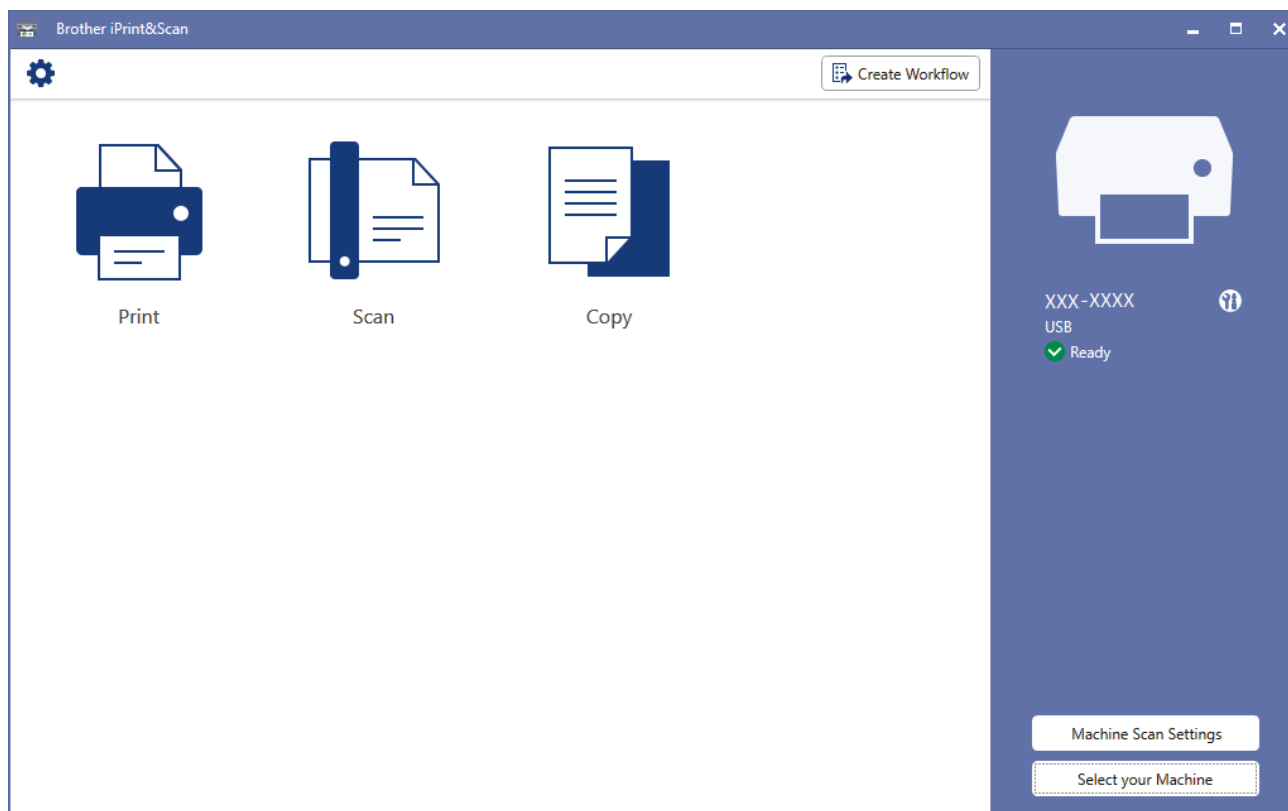 Brother iPrint&Scan
Create Workflow
Print
Scan
Copy
XXX-XXXX
USB
Ready
Machine Scan Settings
Select your Machine